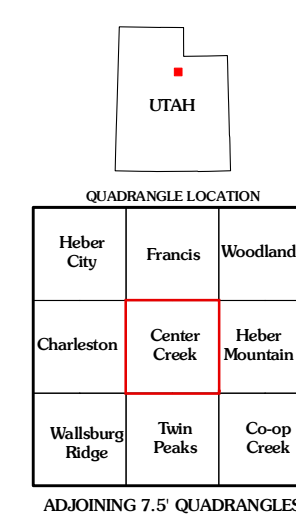 UTAH
QUADRANGLE LOCATION
Heber
City
Francis
Woodland
Charleston
Center
Creek
Heber
Mountain
Wallsburg
Ridge
Twin
Peaks
Co-op
Creek
ADJOINING 7.5' QUADRANGLES